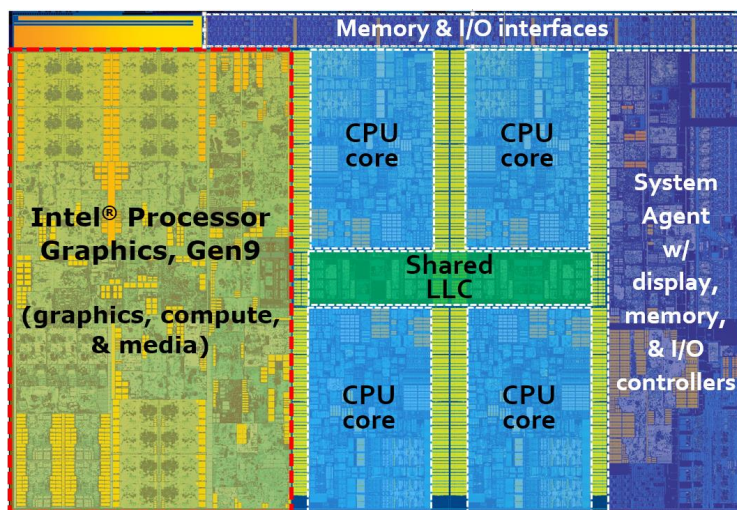 Memory & I/O interfaces
CPU
core
CPU
core
Intel® Processor
Graphics, Gen9
(graphics, compute,
& media)
Shared
LLC
System
Agent
w/
display,
memory,
& I/O
controllers
CPU
core
CPU
core